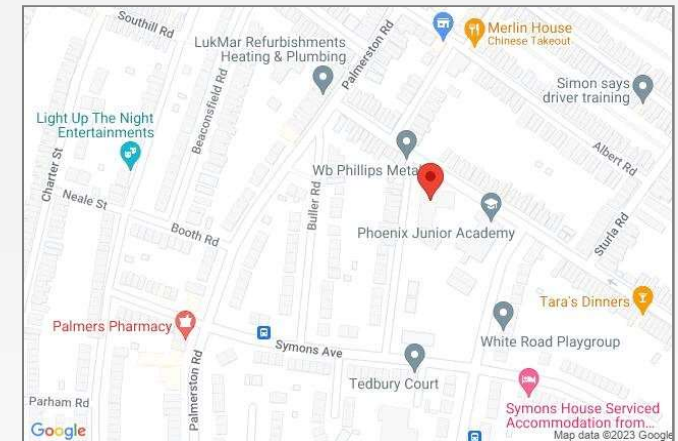 Southill Rd
Merlin House
Chinese Takeout
LukMar Refurbishments
Heating & Plumbing
Palmerston Rd
Simon says
driver training
Beaconsfield Rd
Light Up The Night
Entertainments
Albert Rd
Charter St
Wb Phillips Meta
Neale St
Buller Rd
Booth Rd
Phoenix Junior Academy
Sturla Rd
Tara's Dinners
Palmers Pharmacy
White Road Playgroup
Symons Ave
Tedbury Court
Palmerston Rd
Parham Rd
Symons House Serviced
Accommodation from...
Google
Map data ©2023 Google